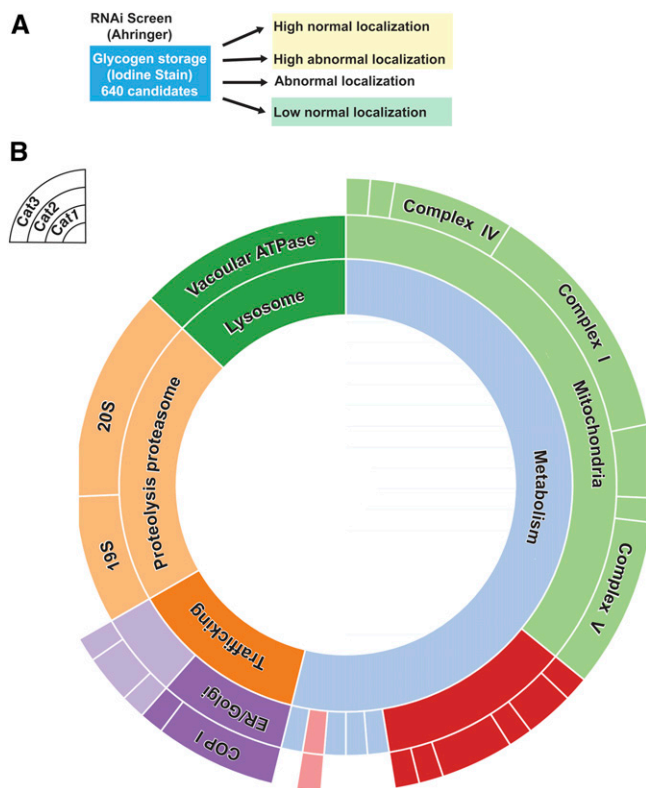 A
RNAi Screen
(Ahringer)
Glycogen storage
(Iodine Stain)
640 candidates
High normal localization
High abnormal localization
Abnormal localization
Low normal localization
B
Cat3
Cat2
Cat1
Vacoular ATPase
Lysosome
Complex IV
Complex I
Mitochondria
Metabolism
Complex V
20S
19S
Proteolysis proteasome
Trafficking
ER/Golgi
COP I